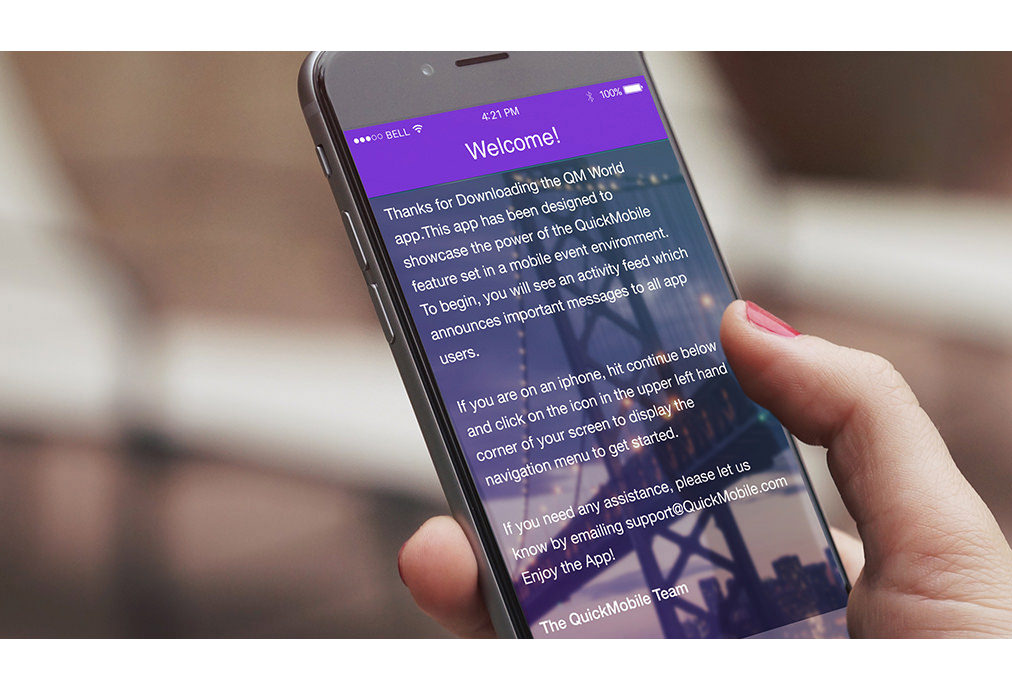 BELL
4:21 PM
100%
Welcome!
Thanks for Downloading the QM World
app.This app has been designed to
showcase the power of the QuickMobile
feature set in a mobile event environment.
To begin, you will see an activity feed which
announces important messages to all app
users.
If you are on an iphone, hit continue below
and click on the icon in the upper left hand
corner of your screen to display the
navigation menu to get started.
If you need any assistance, please let us
know by emailing support@QuickMobile.com
Enjoy the App!
The QuickMobile Team